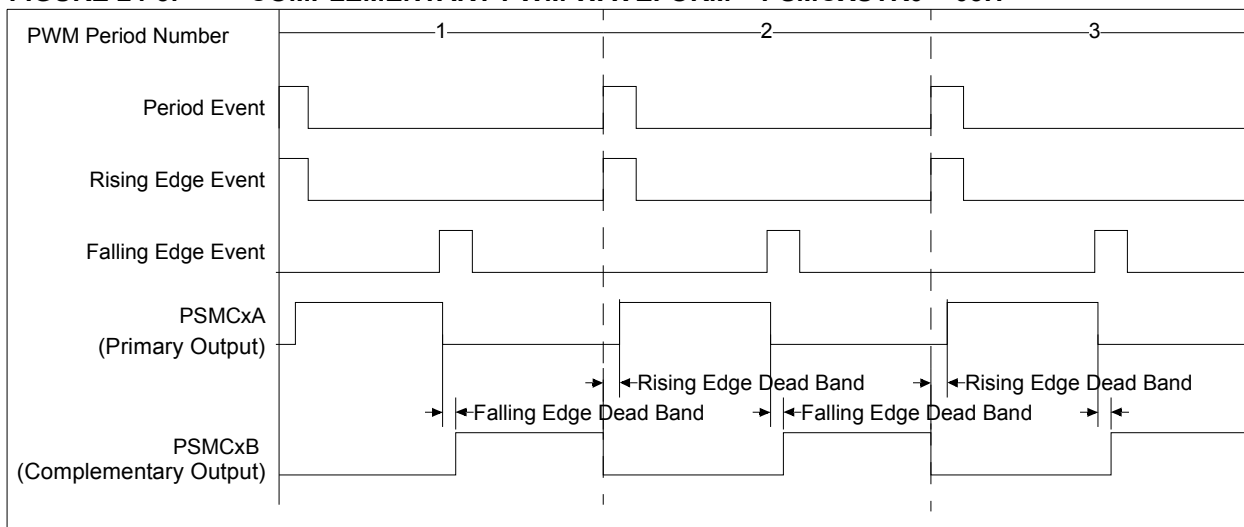 PWM Period Number
1
2
3
Period Event
Rising Edge Event
Falling Edge Event
PSMCxA
(Primary Output)
Rising Edge Dead Band
Rising Edge Dead Band
Falling Edge Dead Band
Falling Edge Dead Band
PSMCxB
(Complementary Output)